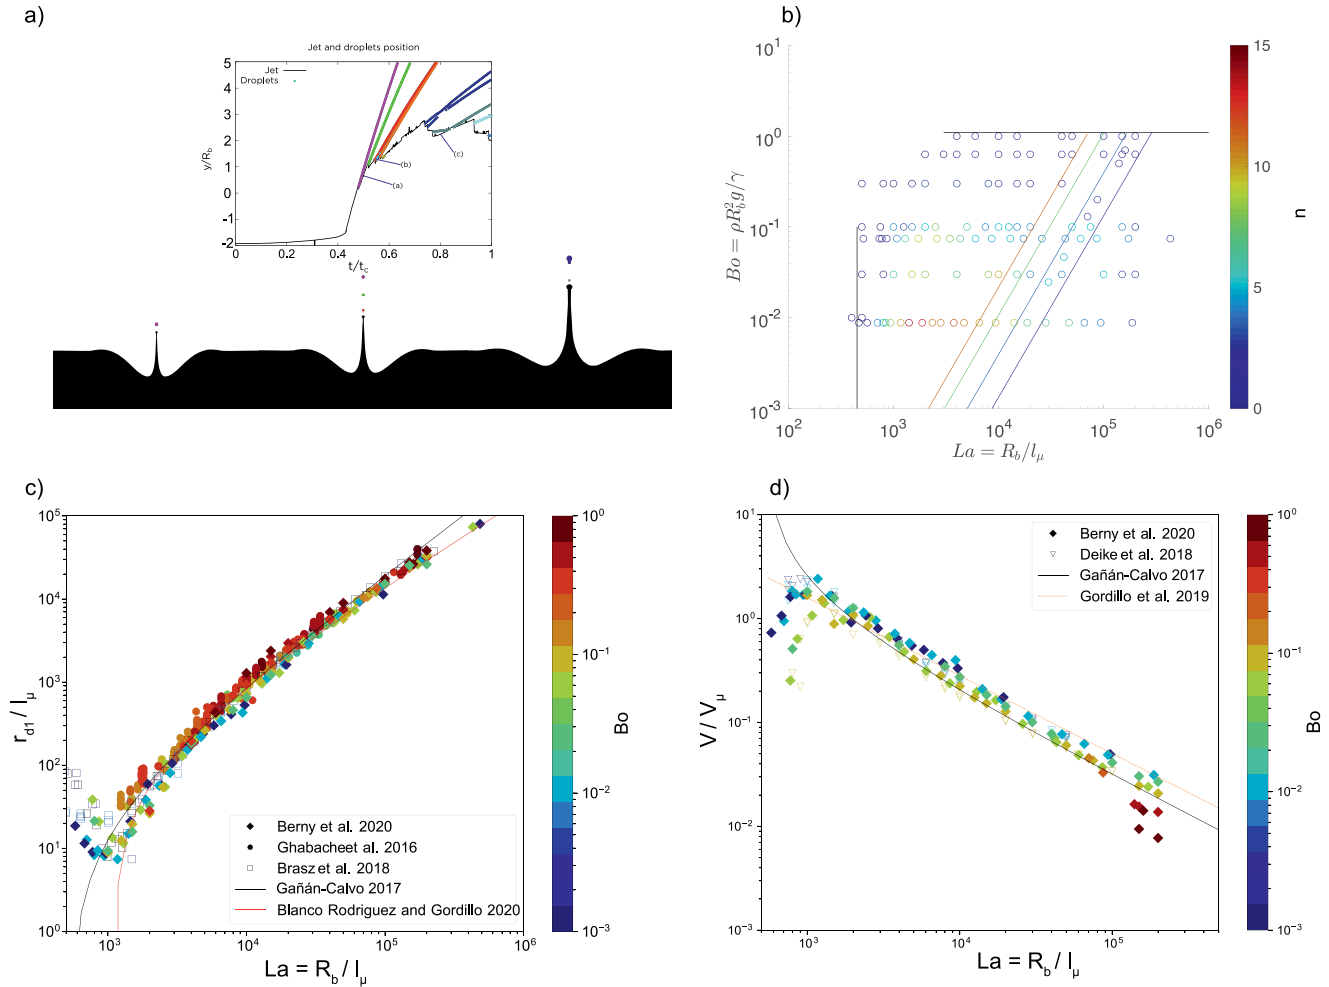 a)
Jet and droplets position
Jet
Droplets
5
4
3
2
1
0
-1
-2
y/R_b
(a)
(b)
(c)
0
0.2
0.4
0.6
0.8
1
t/t_c
b)
10^1
10^0
10^-1
10^-2
10^-3
Bo = ρR_b^2 g/γ
10^2
10^3
10^4
10^5
10^6
La = R_b/l_μ
15
10
5
0
n
c)
10^5
10^4
10^3
10^2
10^1
10^0
r_d1 / l_μ
Berny et al. 2020
Ghabacheet al. 2016
Brasz et al. 2018
Gañán-Calvo 2017
Blanco Rodriguez and Gordillo 2020
10^3
10^4
10^5
10^6
La = R_b / l_μ
10^0
10^-1
10^-2
10^-3
Bo
d)
10^1
10^0
10^-1
10^-2
10^-3
V / V_μ
Berny et al. 2020
Deike et al. 2018
Gañán-Calvo 2017
Gordillo et al. 2019
10^3
10^4
10^5
La = R_b / l_μ
10^0
10^-1
10^-2
10^-3
Bo